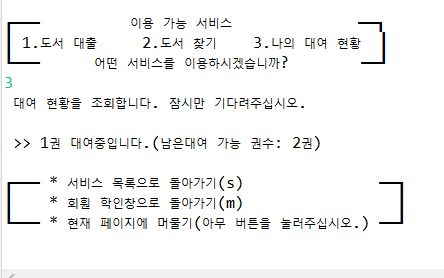 이용 가능 서비스
1.도서 대출 2.도서 찾기 3.나의 대여 현황
어떤 서비스를 이용하시겠습니까?
3
대여 현황을 조회합니다. 잠시만 기다려주십시오.
>> 1권 대여중입니다.(남은대여 가능 권수: 2권)
* 서비스 목록으로 돌아가기(s)
* 회원 확인창으로 돌아가기(m)
* 현재 페이지에 머물기(아무 버튼을 눌러주십시오.)